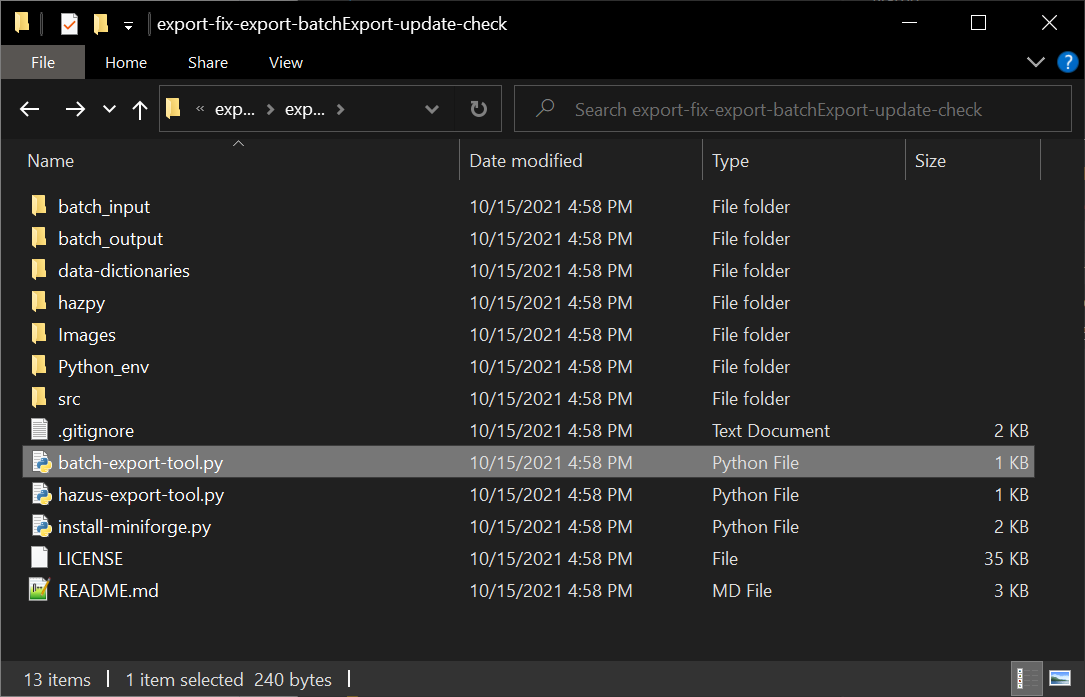 export-fix-export-batchExport-update-check
File Home Share View ?
« exp... exp... Search export-fix-export-batchExport-update-check
Name Date modified Type Size
batch_input 10/15/2021 4:58 PM File folder
batch_output 10/15/2021 4:58 PM File folder
data-dictionaries 10/15/2021 4:58 PM File folder
hazpy 10/15/2021 4:58 PM File folder
Images 10/15/2021 4:58 PM File folder
Python_env 10/15/2021 4:58 PM File folder
src 10/15/2021 4:58 PM File folder
.gitignore 10/15/2021 4:58 PM Text Document 2 KB
batch-export-tool.py 10/15/2021 4:58 PM Python File 1 KB
hazus-export-tool.py 10/15/2021 4:58 PM Python File 1 KB
install-miniforge.py 10/15/2021 4:58 PM Python File 2 KB
LICENSE 10/15/2021 4:58 PM File 35 KB
README.md 10/15/2021 4:58 PM MD File 3 KB
13 items 1 item selected 240 bytes